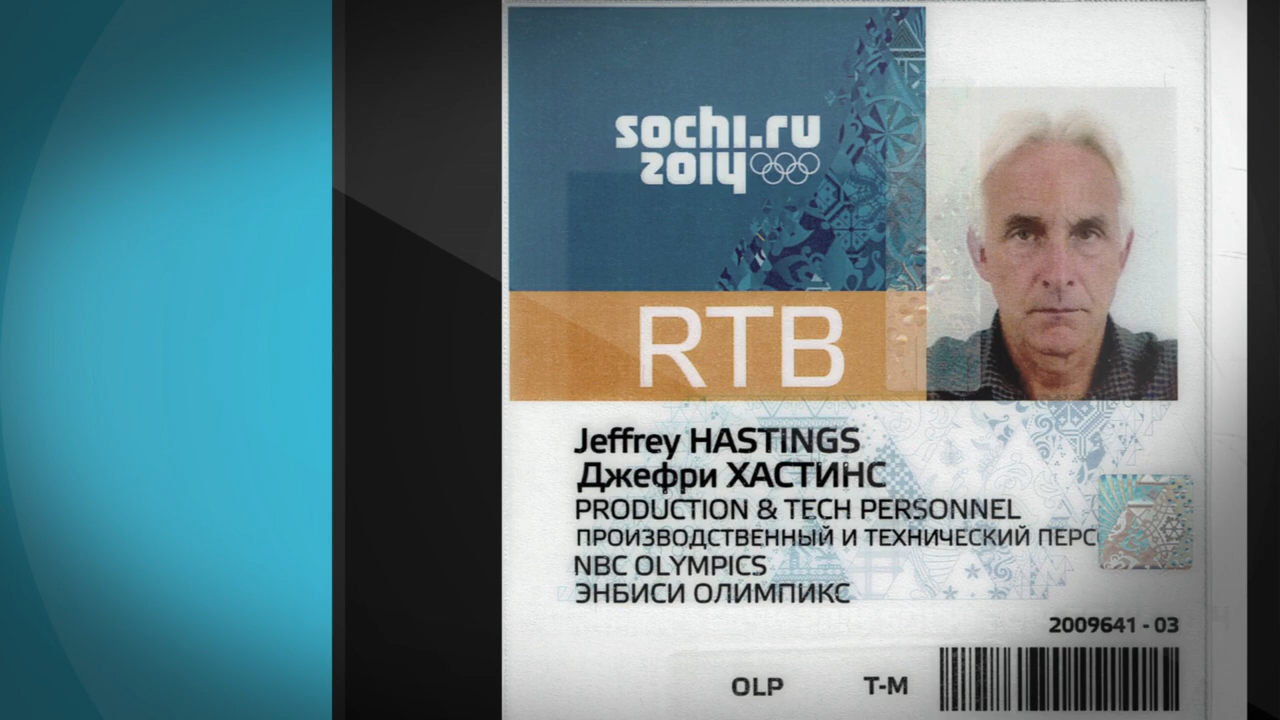 sochi.ru
2014
RTB
Jeffrey HASTINGS
Джефри ХАСТИНС
PRODUCTION & TECH PERSONNEL
ПРОИЗВОДСТВЕННЫЙ И ТЕХНИЧЕСКИЙ ПЕРС
NBC OLYMPICS
ЭНБИСИ ОЛИМПИКС
2009641 - 03
OLP T-M